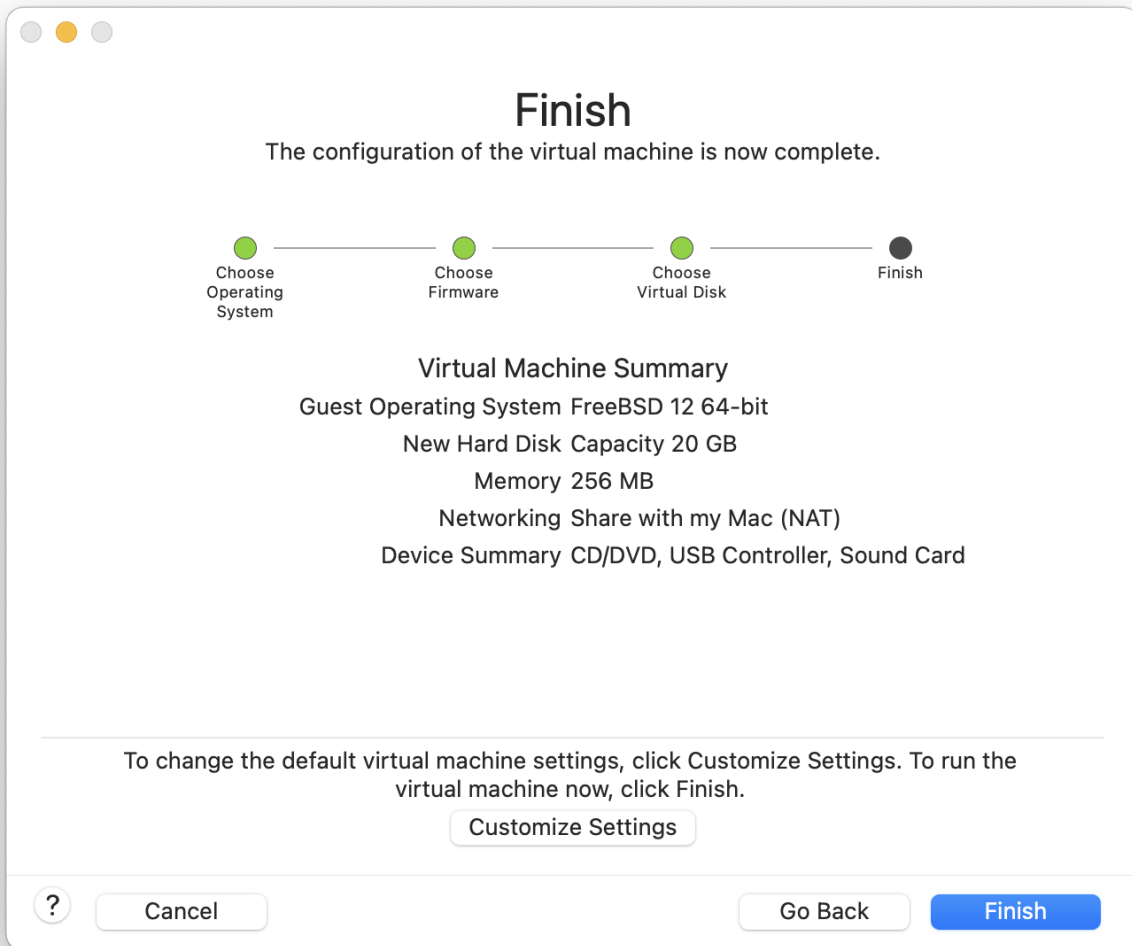 Finish
The configuration of the virtual machine is now complete.
Choose
Operating
System
Choose
Firmware
Choose
Virtual Disk
Finish
Virtual Machine Summary
Guest Operating System FreeBSD 12 64-bit
New Hard Disk Capacity 20 GB
Memory 256 MB
Networking Share with my Mac (NAT)
Device Summary CD/DVD, USB Controller, Sound Card
To change the default virtual machine settings, click Customize Settings. To run the
virtual machine now, click Finish.
Customize Settings
? Cancel Go Back Finish